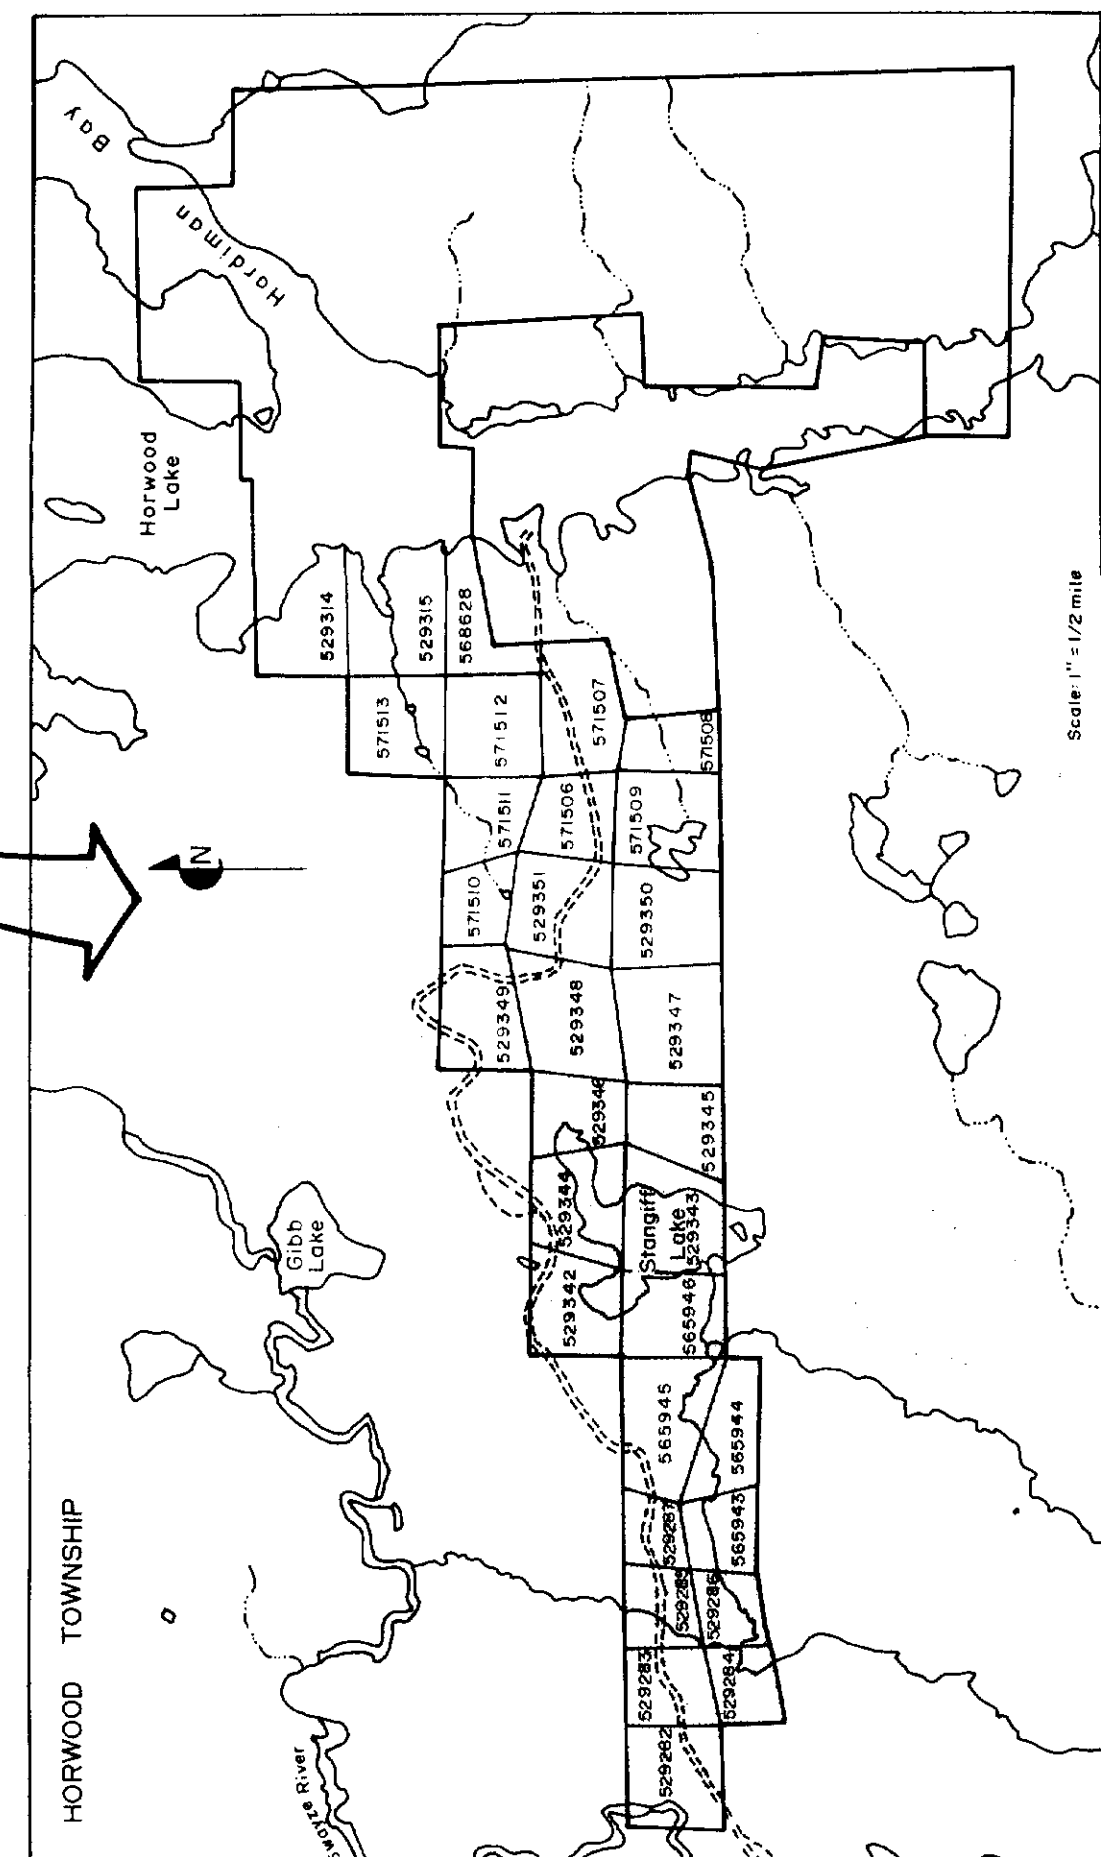 HORWOOD TOWNSHIP
Hardiman
Bay
Horwood
Lake
N
Gibb
Lake
Swayze River
Stangiff
Lake
529314
529315
568628
571513
571512
571507
571508
571511
571506
571509
571510
529351
529350
529349
529348
529347
529346
529345
529344
529343
529342
565946
565945
565944
529287
565943
529285
529286
529283
529284
529282
Scale: 1" = 1/2 mile